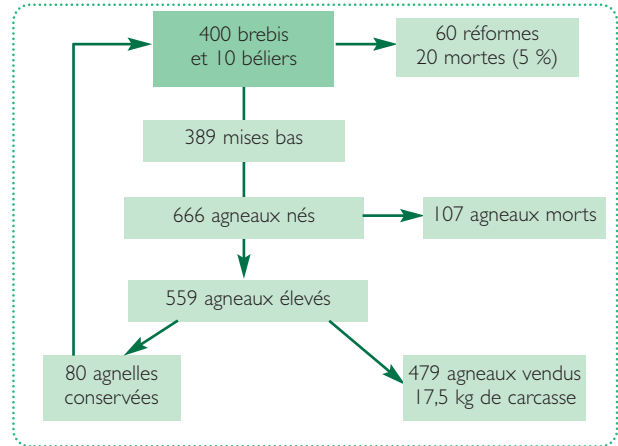 400 brebis
et 10 béliers
60 réformes
20 mortes (5 %)
389 mises bas
666 agneaux nés
107 agneaux morts
559 agneaux élevés
80 agnelles
conservées
479 agneaux vendus
17,5 kg de carcasse